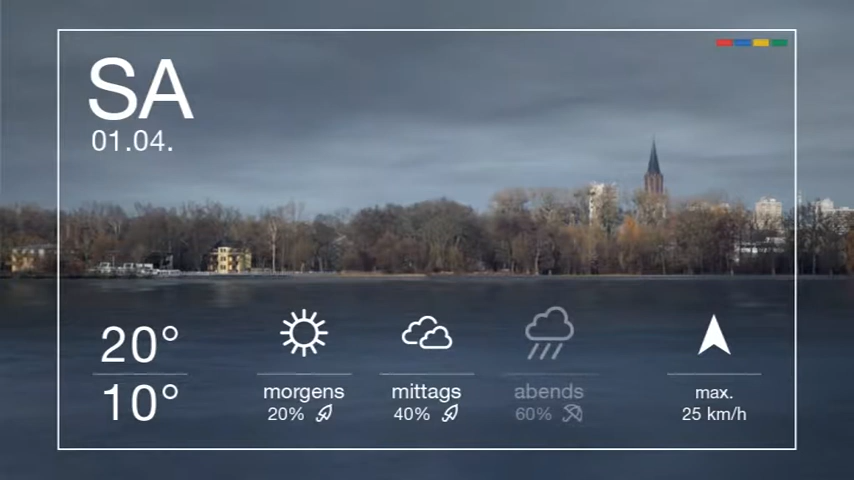 SA
01.04.
20°
10°
morgens
20%
mittags
40%
abends
60%
max.
25 km/h